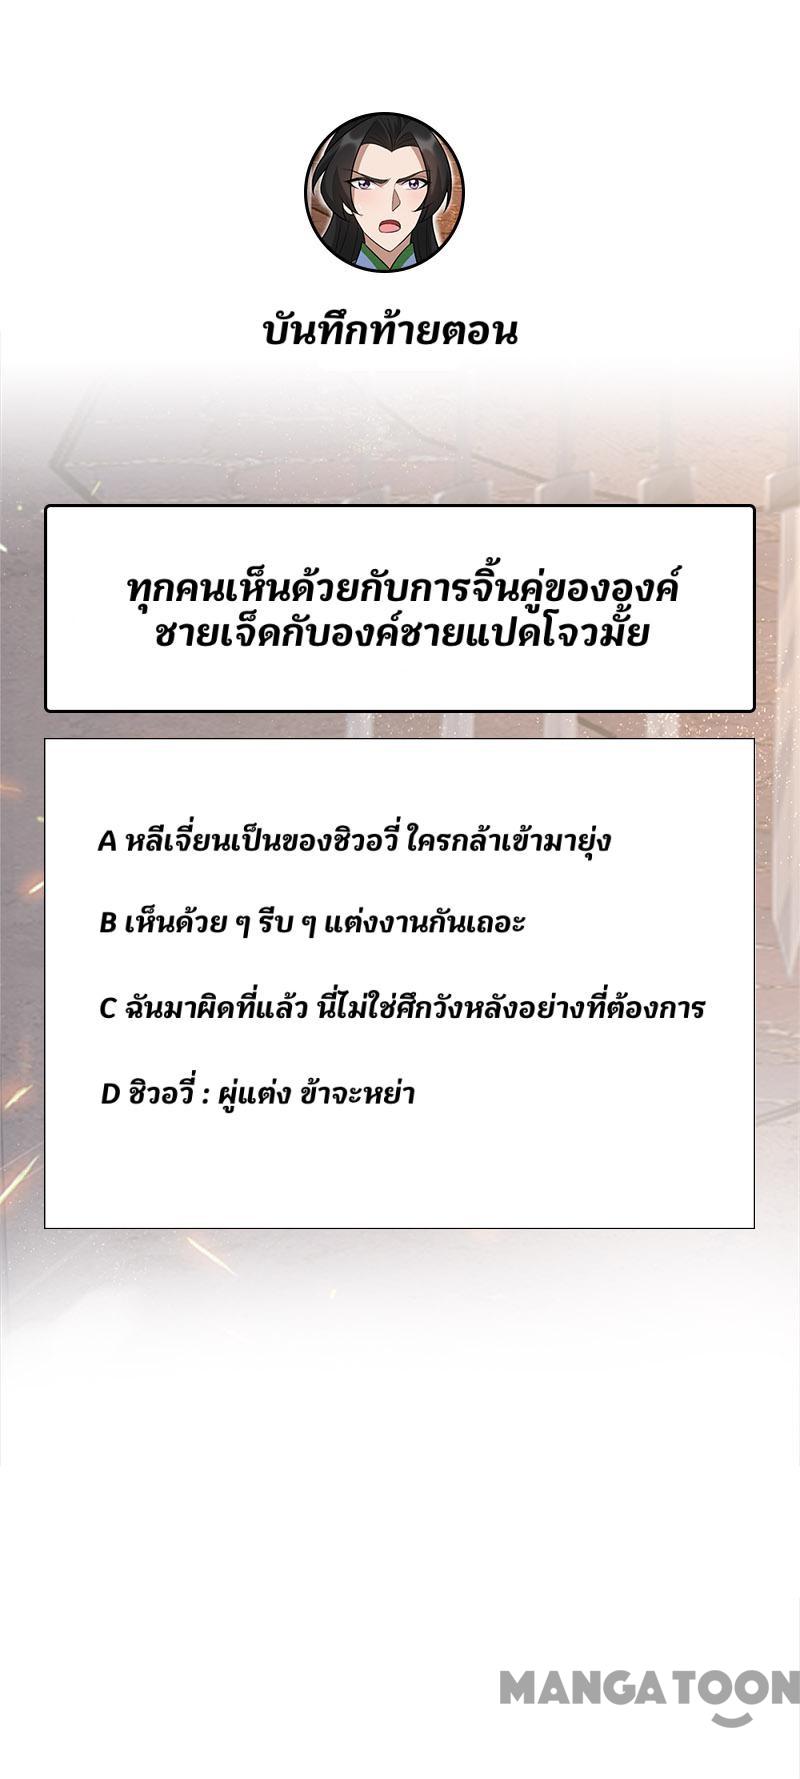 บันทึกท้ายตอน
ทุกคนเห็นด้วยกับการจิ้นคู่ขององค์
ชายเจ็ดกับองค์ชายแปดโจวมั้ย
A หลีเจี่ยนเป็นของชิวอวี่ ใครกล้าเข้ามายุ่ง
B เห็นด้วย ๆ รีบ ๆ แต่งงานกันเถอะ
C ฉันมาผิดที่แล้ว นี่ไม่ใช่ศึกวังหลังอย่างที่ต้องการ
D ชิวอวี่ : ผู่แต่ง ข้าจะหย่า
MANGATOON